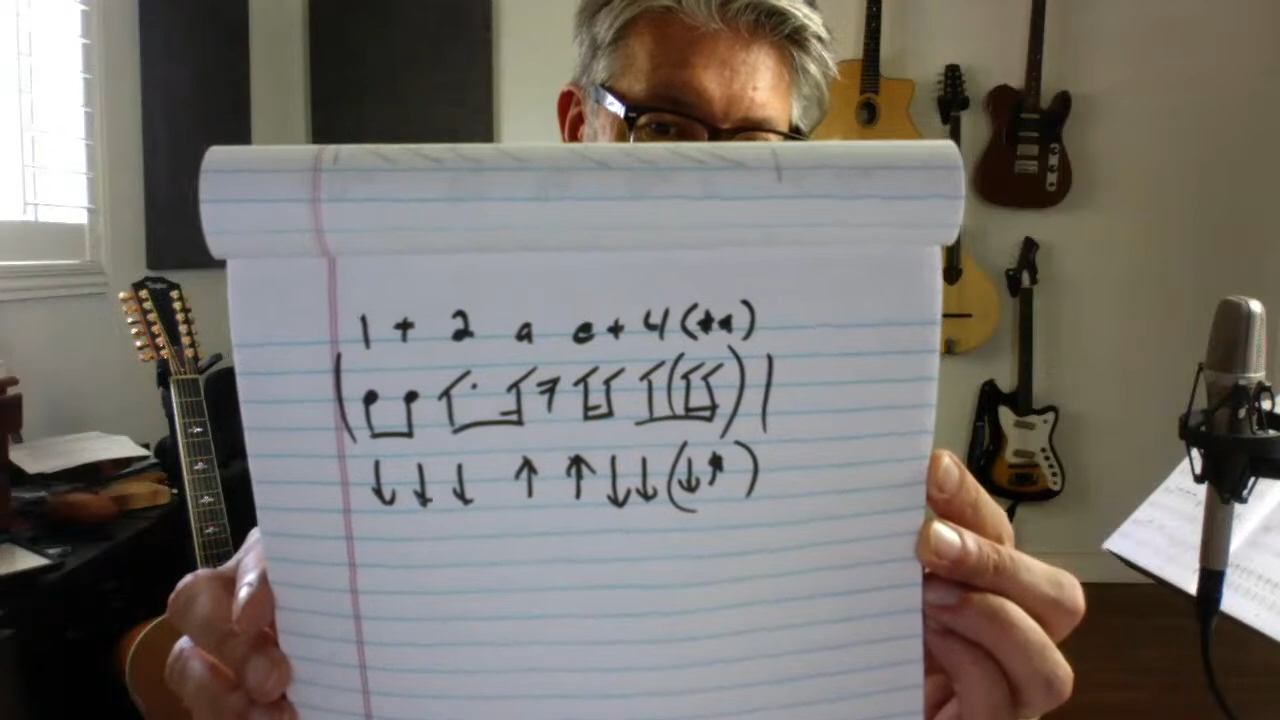 1 + 2 a e + 4 (+a)
↓ ↓ ↓ ↑ ↑ ↓ ↓ (↓ ↑)